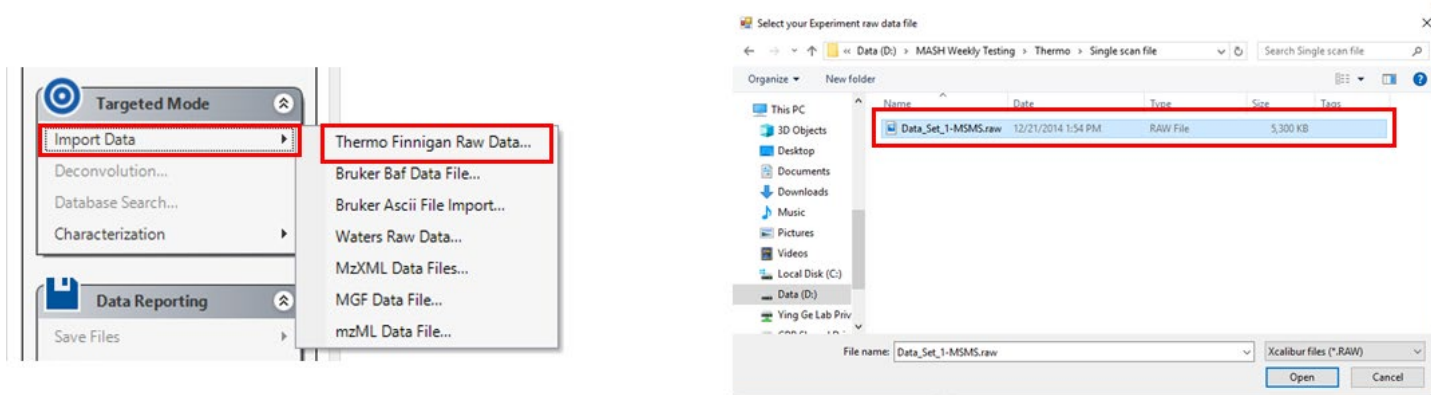 Targeted Mode
Import Data
Deconvolution...
Database Search...
Characterization
Data Reporting
Save Files
Thermo Finnigan Raw Data...
Bruker Baf Data File...
Bruker Ascii File Import...
Waters Raw Data...
MzXML Data Files...
MGF Data File...
mzML Data File...
Select your Experiment raw data file
« Data (D:) > MASH Weekly Testing > Thermo > Single scan file
Search Single scan file
Organize New folder
Name Date Type Size Tags
Data_Set_1-MSMS.raw 12/21/2014 1:54 PM RAW File 5,300 KB
This PC
3D Objects
Desktop
Documents
Downloads
Music
Pictures
Videos
Local Disk (C:)
Data (D:)
Ying Ge Lab Priv
File name: Data_Set_1-MSMS.raw Xcalibur files (*.RAW)
Open Cancel